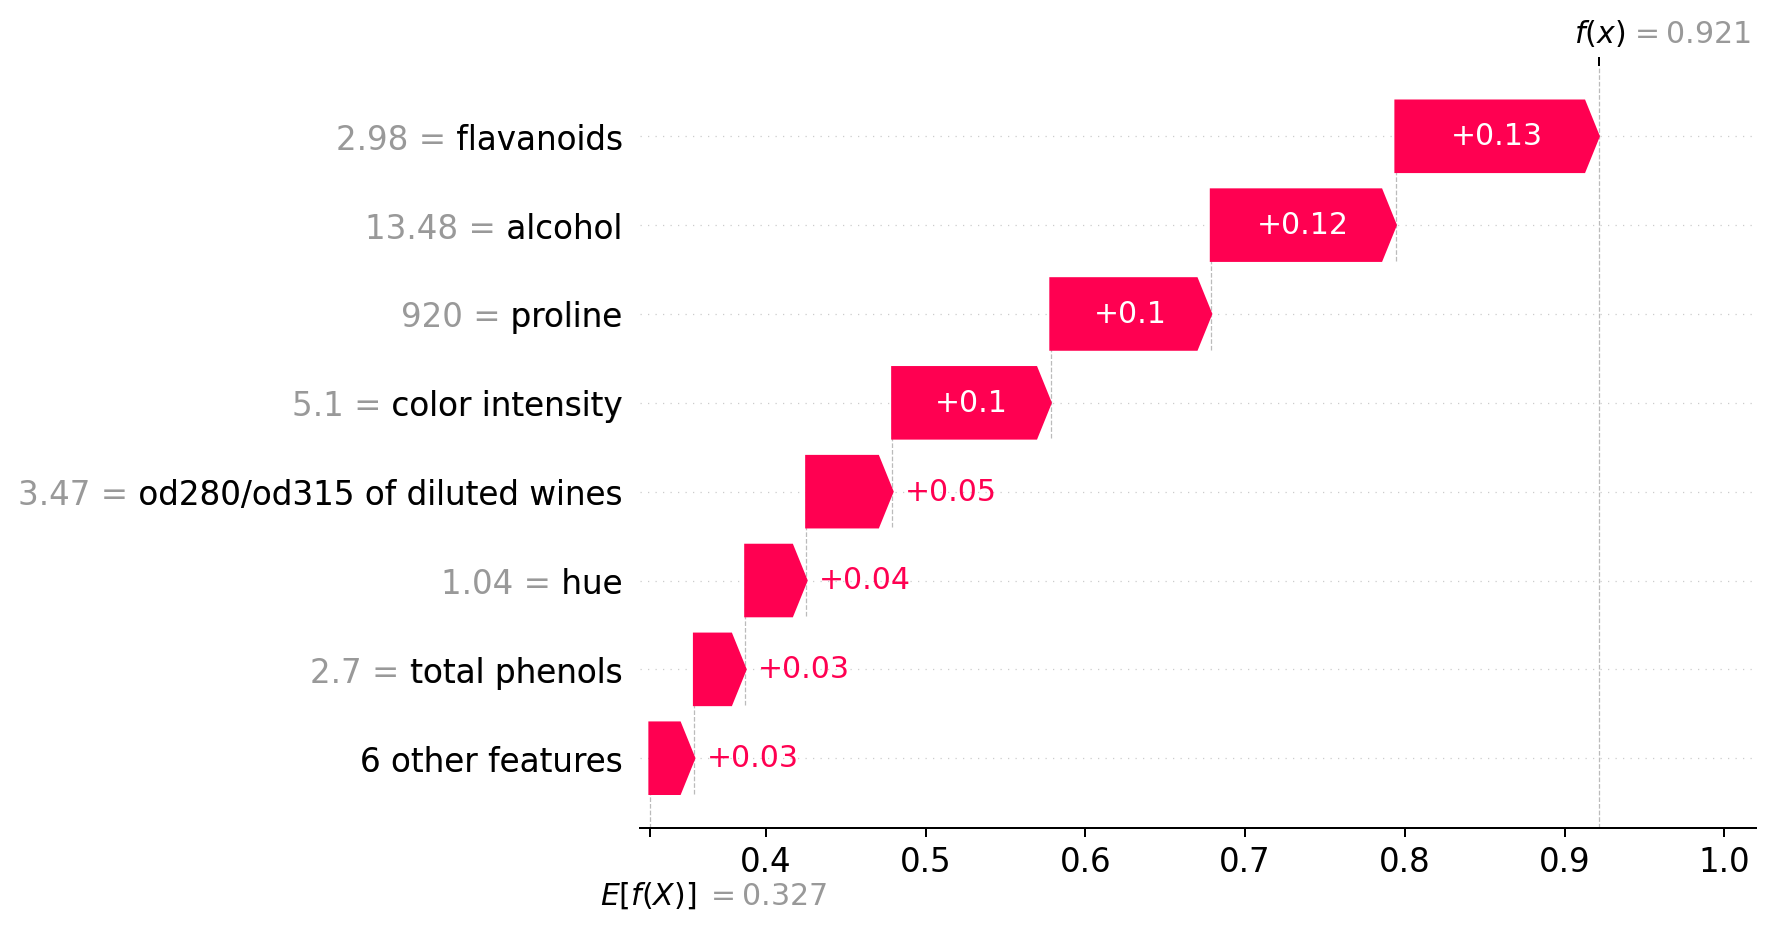 f(x) = 0.921
2.98 = flavanoids +0.13
13.48 = alcohol +0.12
920 = proline +0.1
5.1 = color intensity +0.1
3.47 = od280/od315 of diluted wines +0.05
1.04 = hue +0.04
2.7 = total phenols +0.03
6 other features +0.03
0.4 0.5 0.6 0.7 0.8 0.9 1.0
E[f(X)] = 0.327